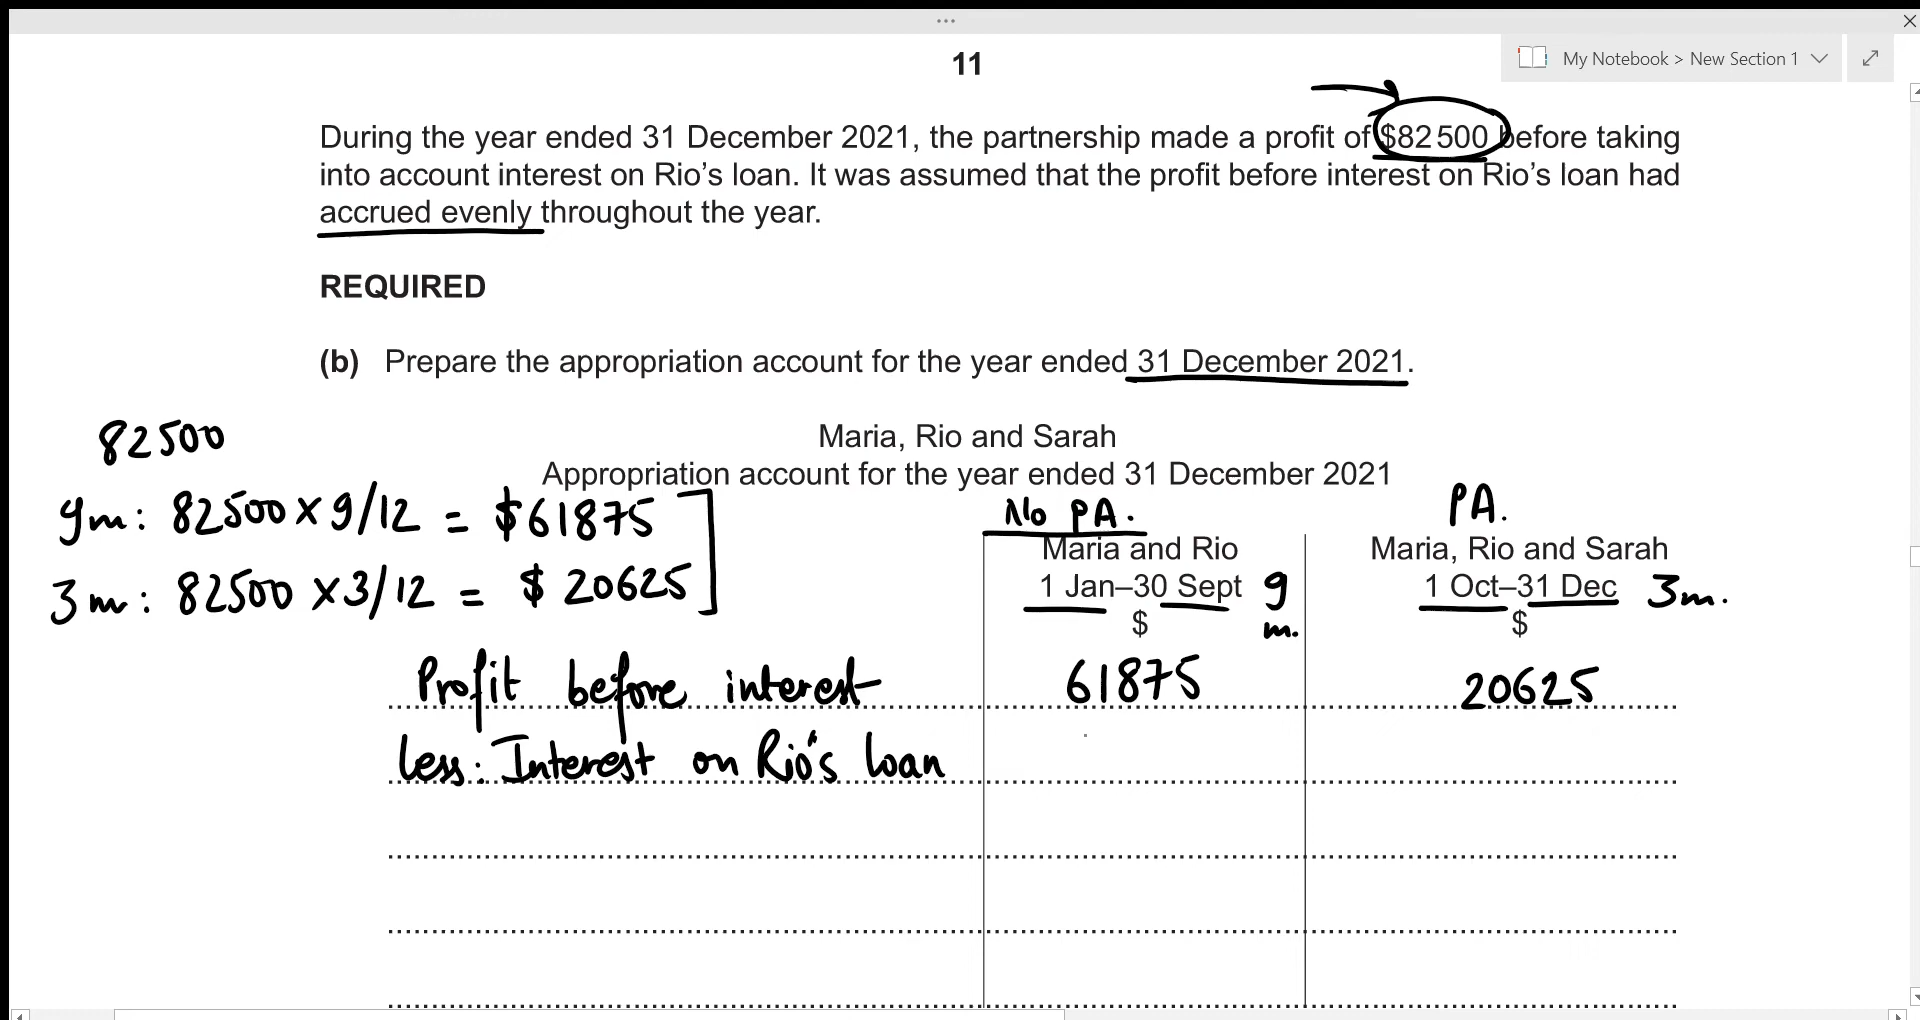 ...
My Notebook > New Section 1
11
During the year ended 31 December 2021, the partnership made a profit of $82 500 before taking
into account interest on Rio’s loan. It was assumed that the profit before interest on Rio’s loan had
accrued evenly throughout the year.
REQUIRED
(b) Prepare the appropriation account for the year ended 31 December 2021.
82500
9m: 82500 x 9/12 = $61875
3m: 82500 x 3/12 = $ 20625
Maria, Rio and Sarah
Appropriation account for the year ended 31 December 2021
No PA.
PA.
Maria and Rio
Maria, Rio and Sarah
1 Jan–30 Sept 9 m.
1 Oct–31 Dec 3m.
$
$
Profit before interest 61875 20625
less: Interest on Rio's loan